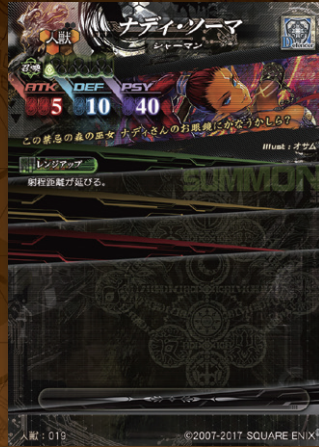 人獣
ナディ・ソーマ
シャーマン
召喚
ATK DEF PSY
5 10 40
この禁忌の森の巫女 ナディさんのお眼鏡にかなうかしら?
Illust：オサム
レンジアップ
射程距離が延びる。
SUMMON
人獣：019
©2007-2017 SQUARE ENIX